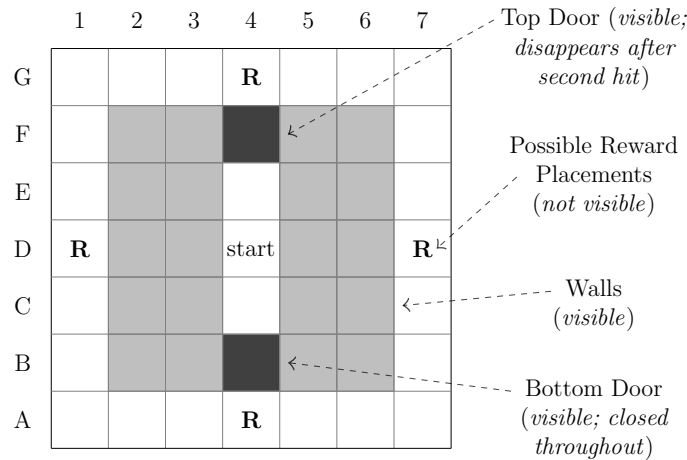 1 2 3 4 5 6 7
Top Door (visible;
disappears after
second hit)
G R
F
Possible Reward
Placements
(not visible)
E
D R start R
C
Walls
(visible)
B
Bottom Door
(visible; closed
throughout)
A R